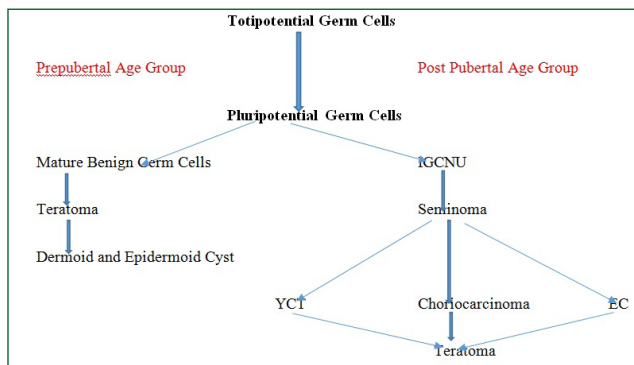 Totipotential Germ Cells
Prepubertal Age Group
Post Pubertal Age Group
Pluripotential Germ Cells
Mature Benign Germ Cells
IGCNU
Teratoma
Seminoma
Dermoid and Epidermoid Cyst
YCT
Choriocarcinoma
EC
Teratoma